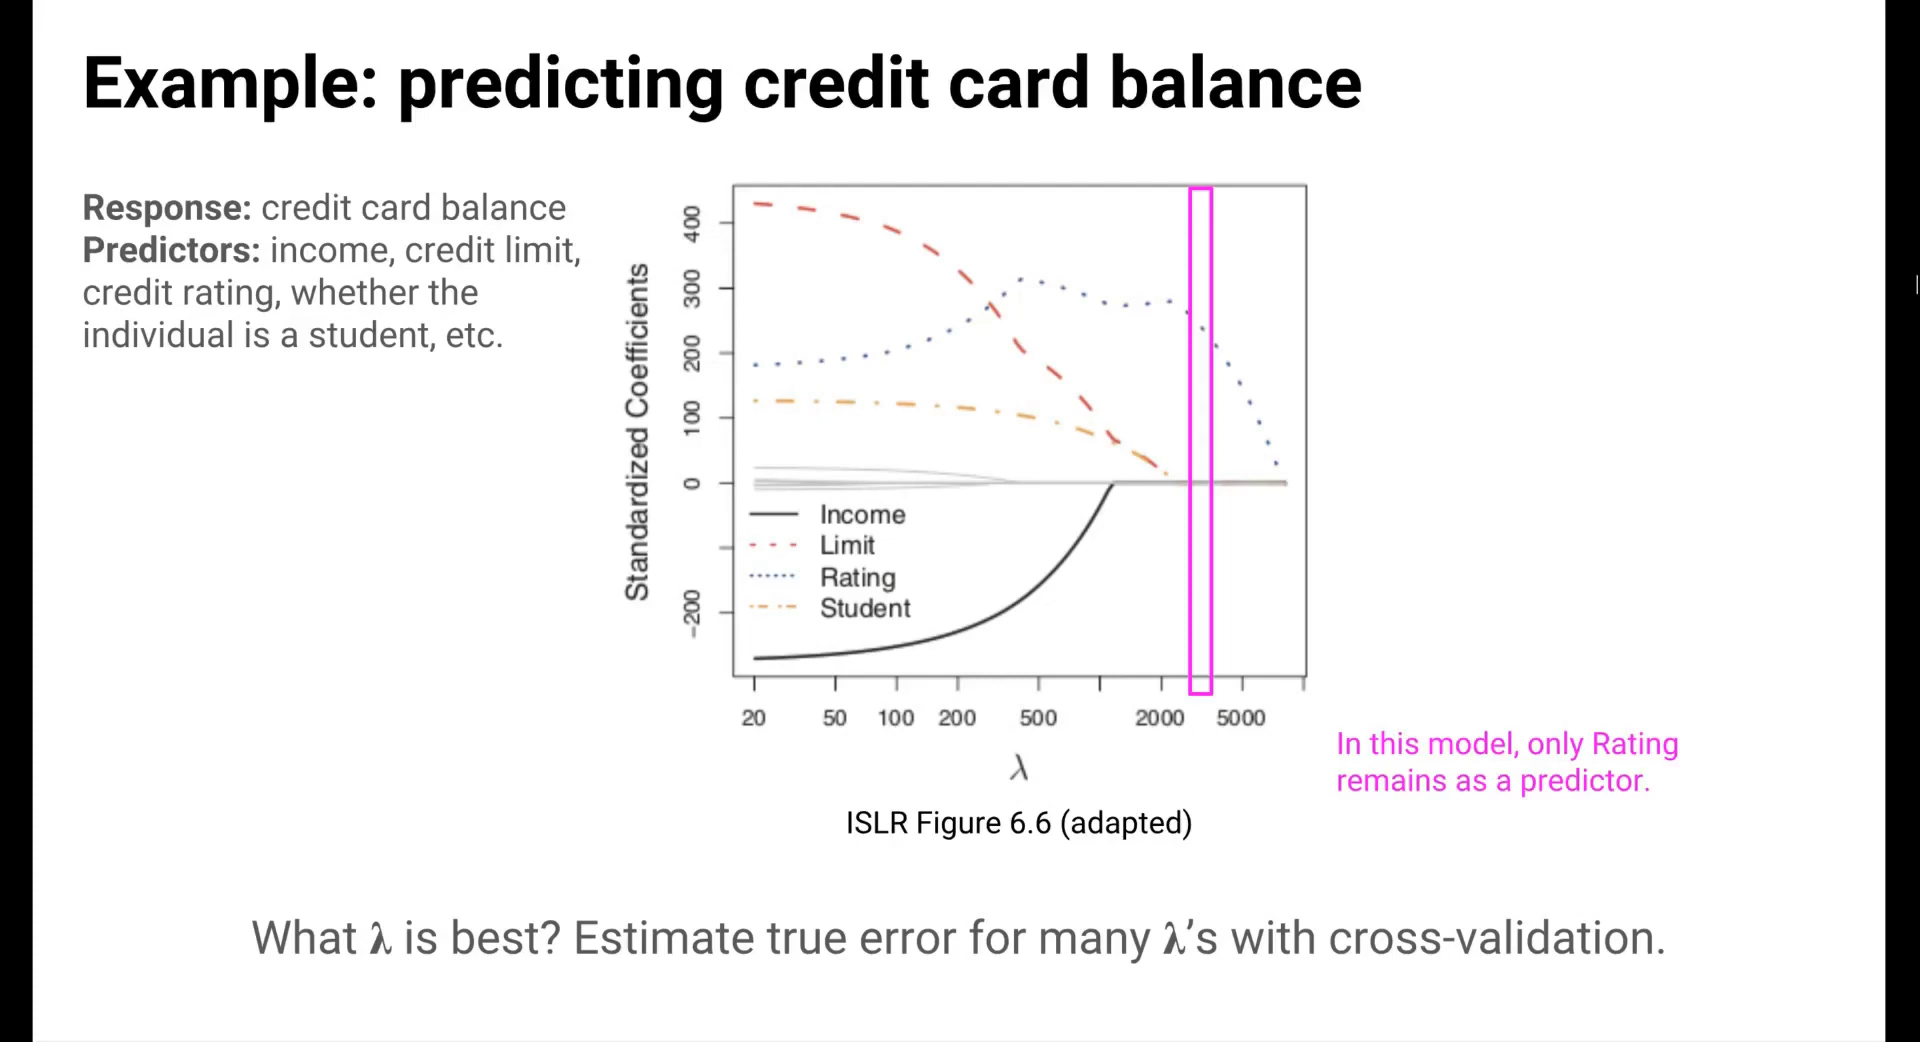 Example: predicting credit card balance
Response: credit card balance
Predictors: income, credit limit,
credit rating, whether the
individual is a student, etc.
Standardized Coefficients
400
300
200
100
0
-200
Income
Limit
Rating
Student
20 50 100 200 500 2000 5000
λ
ISLR Figure 6.6 (adapted)
In this model, only Rating
remains as a predictor.
What λ is best? Estimate true error for many λ’s with cross-validation.